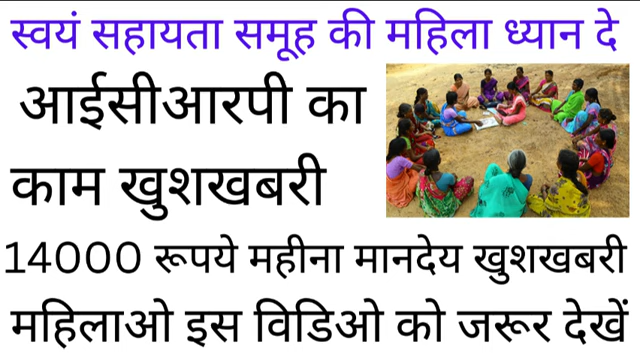 स्वयं सहायता समूह की महिला ध्यान दे
आईसीआरपी का
काम खुशखबरी
14000 रूपये महीना मानदेय खुशखबरी
महिलाओ इस विडिओ को जरूर देखें